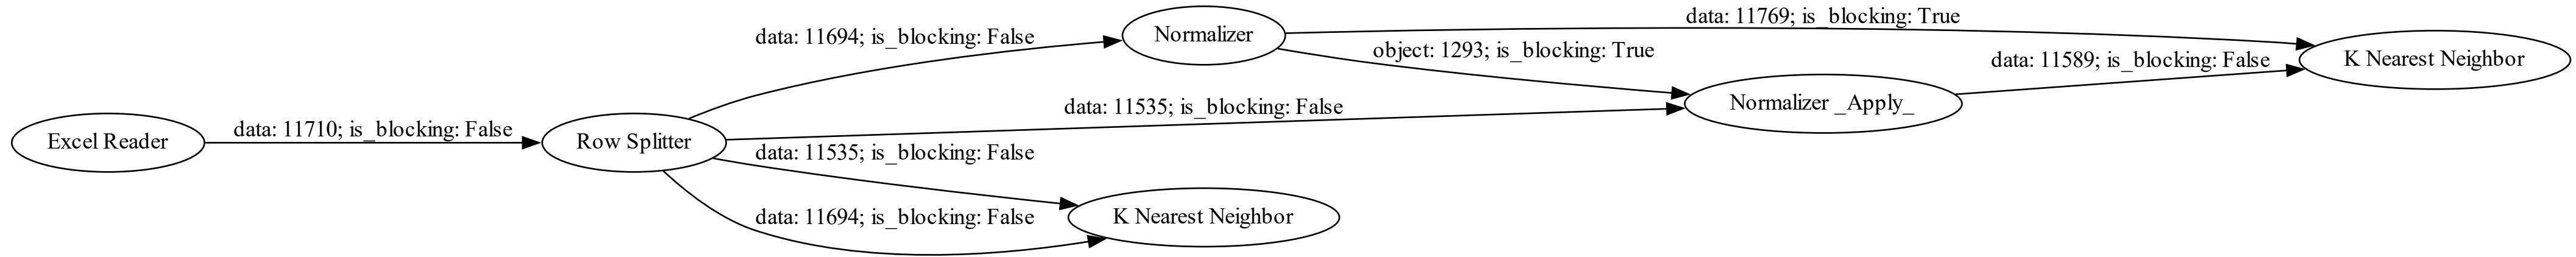 data: 11769; is_blocking: True
data: 11694; is_blocking: False
Normalizer
object: 1293; is_blocking: True
data: 11589; is_blocking: False
K Nearest Neighbor
data: 11535; is_blocking: False
Normalizer _Apply_
Excel Reader
data: 11710; is_blocking: False
Row Splitter
data: 11535; is_blocking: False
data: 11694; is_blocking: False
K Nearest Neighbor